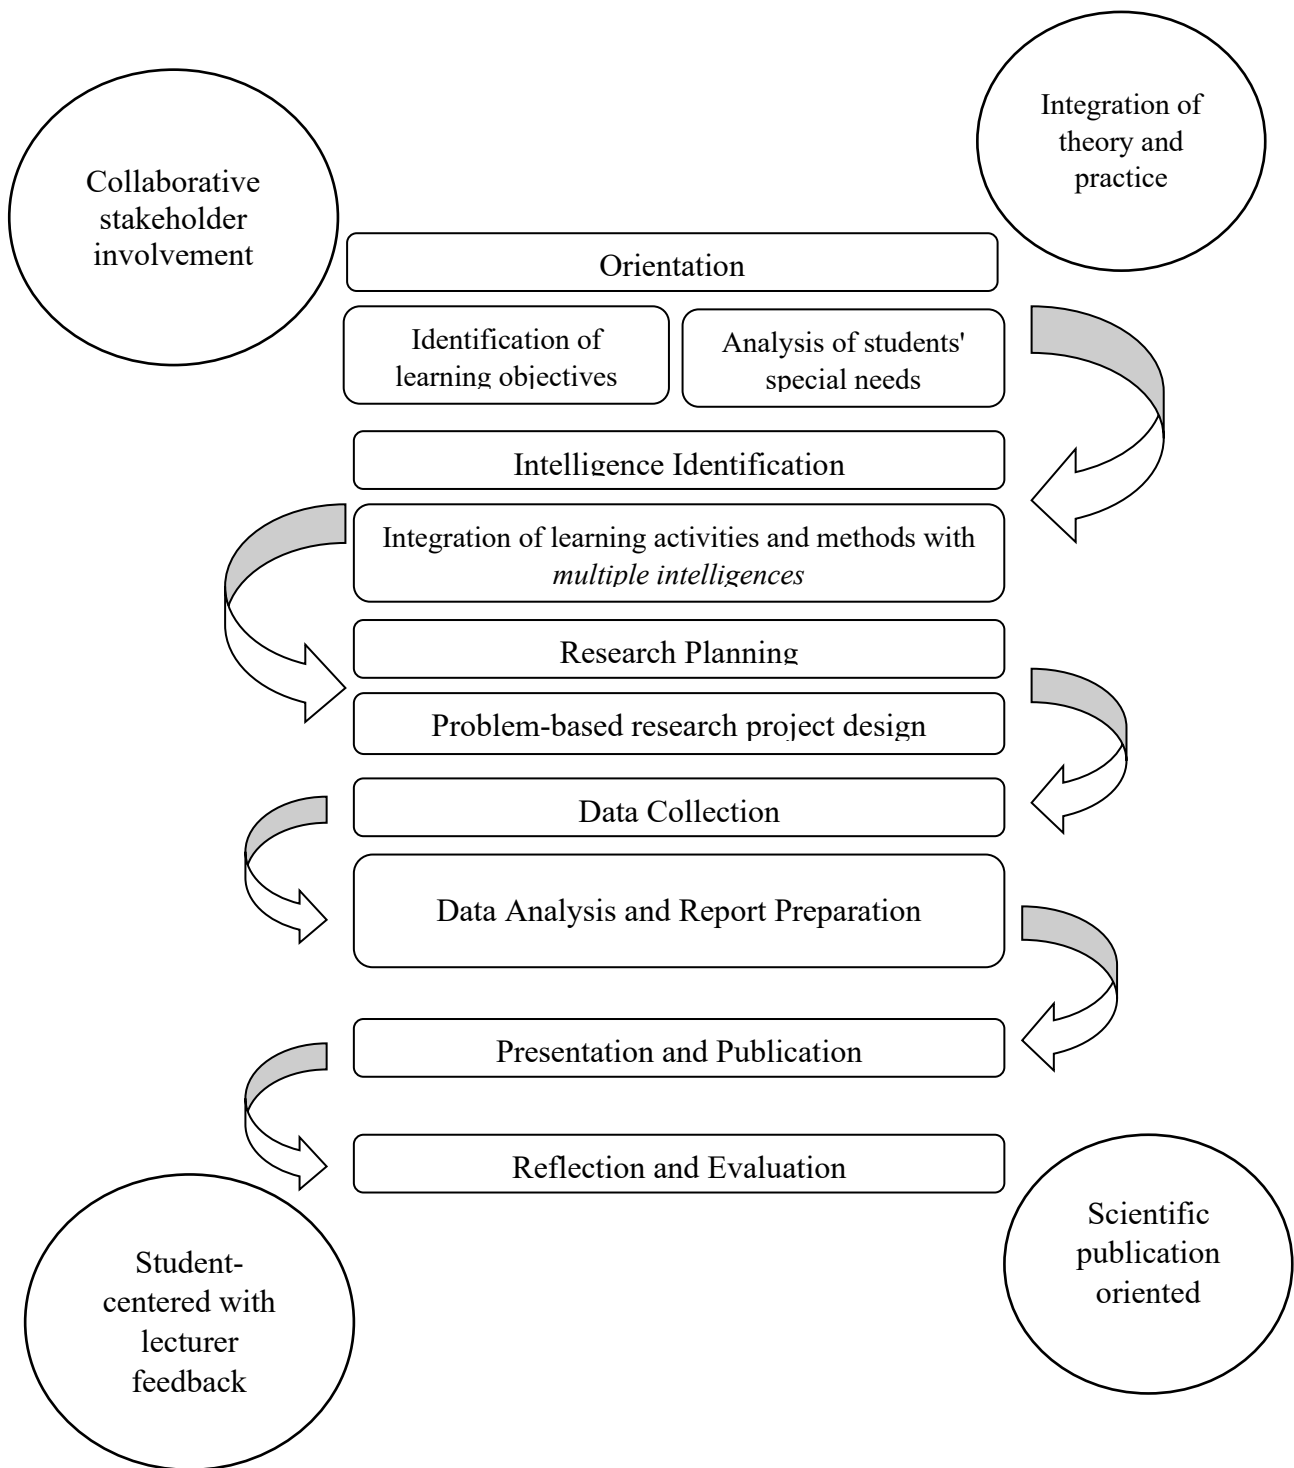 Collaborative
stakeholder
involvement
Integration of
theory and
practice
Orientation
Identification of
learning objectives
Analysis of students'
special needs
Intelligence Identification
Integration of learning activities and methods with
multiple intelligences
Research Planning
Problem-based research project design
Data Collection
Data Analysis and Report Preparation
Presentation and Publication
Reflection and Evaluation
Student-
centered with
lecturer
feedback
Scientific
publication
oriented